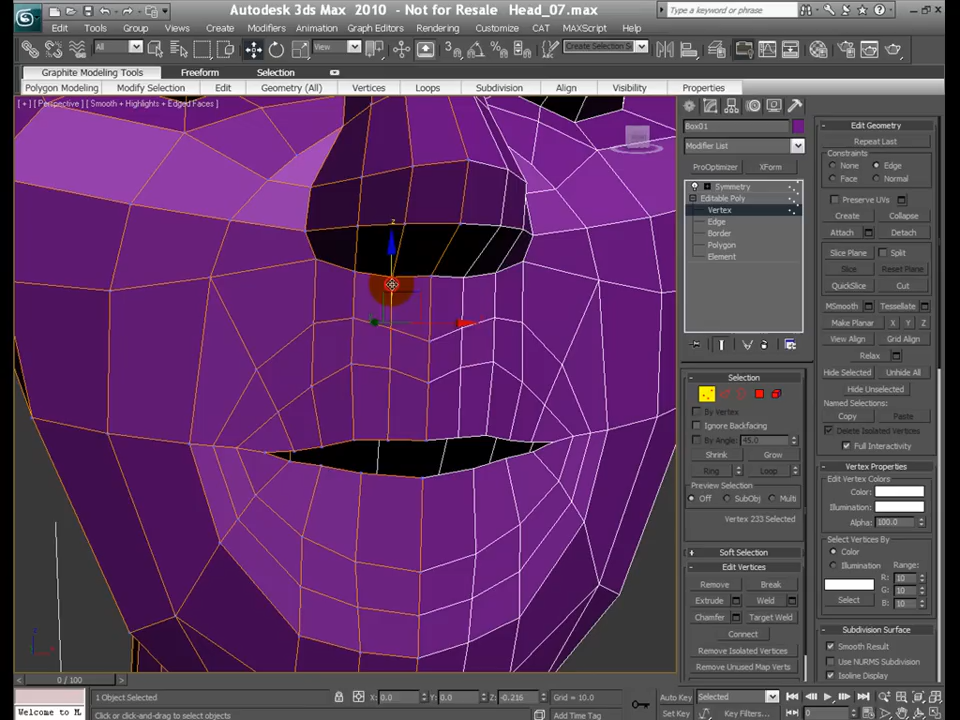 Autodesk 3ds Max 2010 - Not for Resale Head_07.max
Type a keyword or phrase
Edit Tools Group Views Create Modifiers Animation Graph Editors Rendering Customize CAT MAXScript Help
All View Create Selection S
Graphite Modeling Tools Freeform Selection
Polygon Modeling Modify Selection Edit Geometry (All) Vertices Loops Subdivision Align Visibility Properties
[ + ] [ Perspective ] [ Smooth + Highlights + Edged Faces ]
z
Box01
Modifier List
ProOptimizer XForm
Symmetry
Editable Poly
Vertex
Edge
Border
Polygon
Element
Selection
By Vertex
Ignore Backfacing
By Angle: 45.0
Shrink Grow
Ring Loop
Preview Selection
Off SubObj Multi
Vertex 233 Selected
Soft Selection
Edit Vertices
Remove Break
Extrude Weld
Chamfer Target Weld
Connect
Remove Isolated Vertices
Remove Unused Map Verts
Edit Geometry
Repeat Last
Constraints
None Edge
Face Normal
Preserve UVs
Create Collapse
Attach Detach
Slice Plane Split
Slice Reset Plane
QuickSlice Cut
MSmooth Tessellate
Make Planar X Y Z
View Align Grid Align
Relax
Hide Selected Unhide All
Hide Unselected
Named Selections:
Copy Paste
Delete Isolated Vertices
Full Interactivity
Vertex Properties
Edit Vertex Colors
Color:
Illumination:
Alpha: 100.0
Select Vertices By
Color
Illumination Range:
R: 10
G: 10
B: 10
Select
Subdivision Surface
Smooth Result
Use NURMS Subdivision
Isoline Display
0 / 100
1 Object Selected X: 0.0 Y: 0.0 Z: -0.216 Grid = 10.0 Auto Key Selected
Welcome to M Click or click-and-drag to select objects Add Time Tag Set Key Key Filters... 0